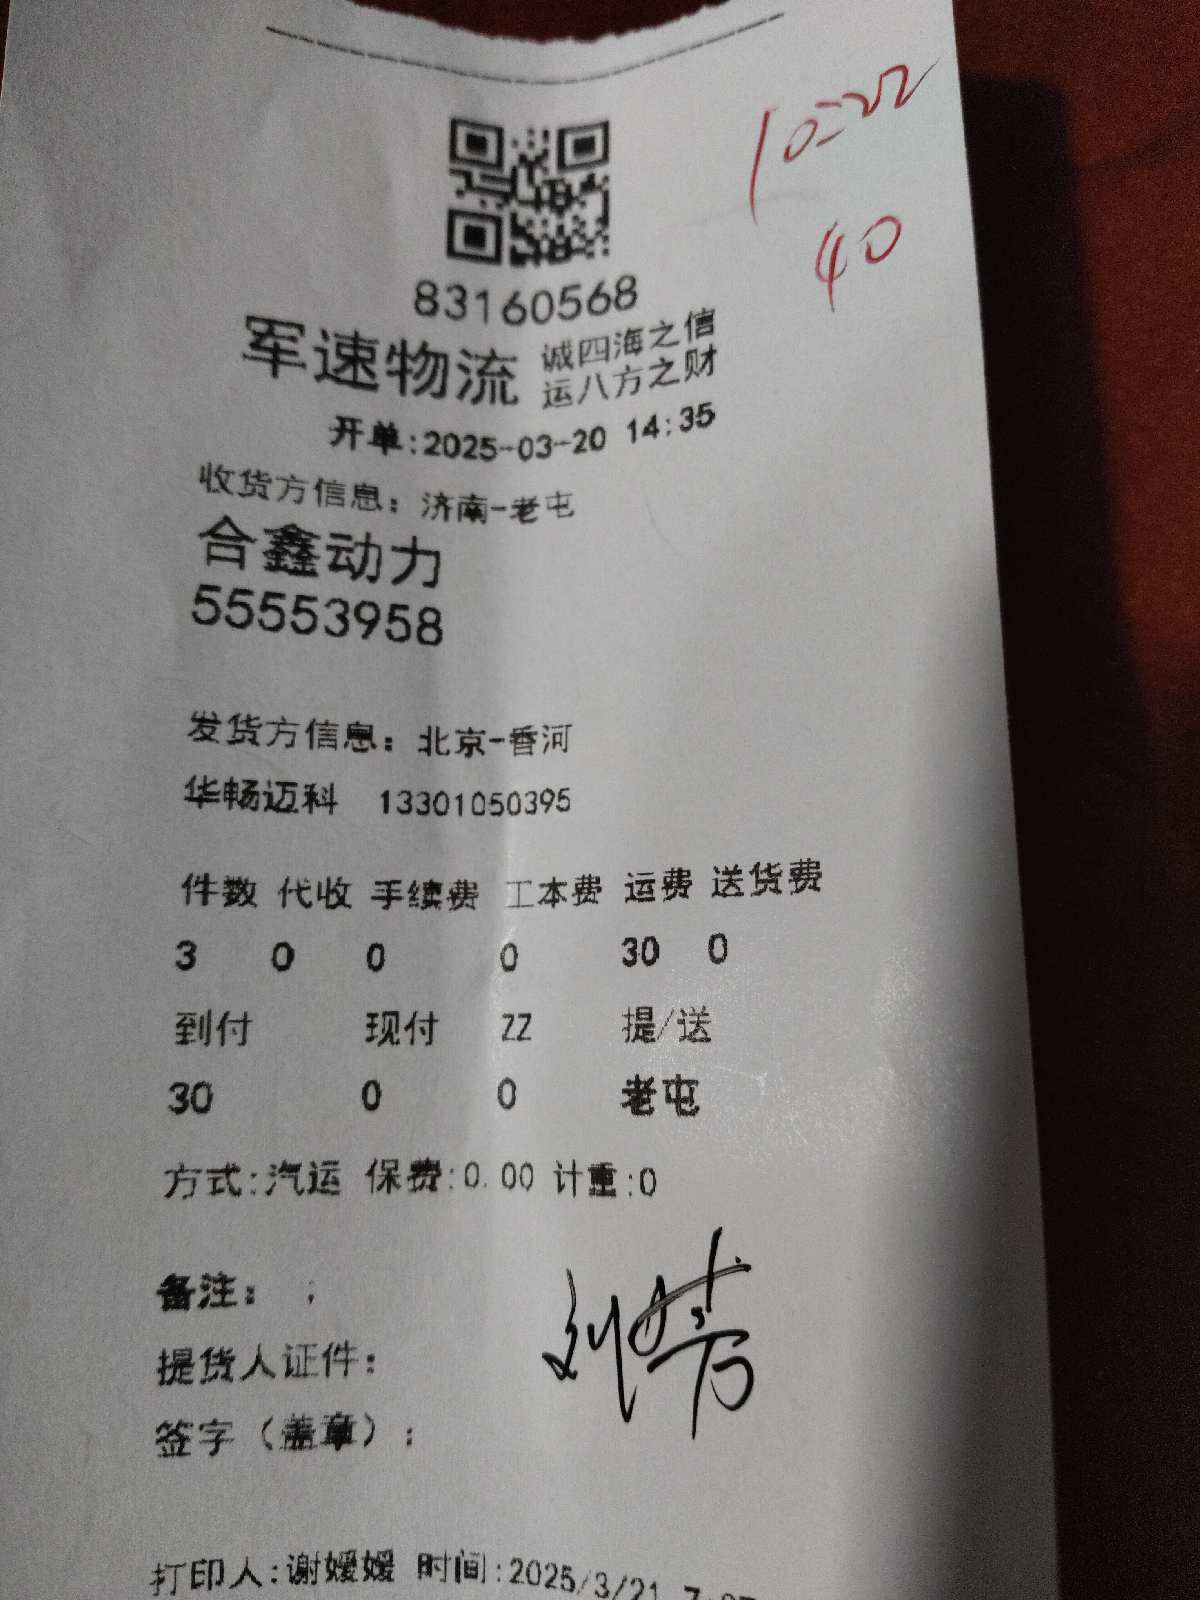 40
83160568
军速物流 诚四海之信
运八方之财
开单:2025-03-20 14:35
收货方信息：济南-老屯
合鑫动力
55553958
发货方信息：北京-香河
华畅迈科 13301050395
件数 代收 手续费 工本费 运费 送货费
3 0 0 0 30 0
到付 现付 ZZ 提/送
30 0 0 老屯
方式:汽运 保费:0.00 计重:0
备注： ；
提货人证件：
签字（盖章）：
打印人:谢嫒嫒 时间:2025/3/21